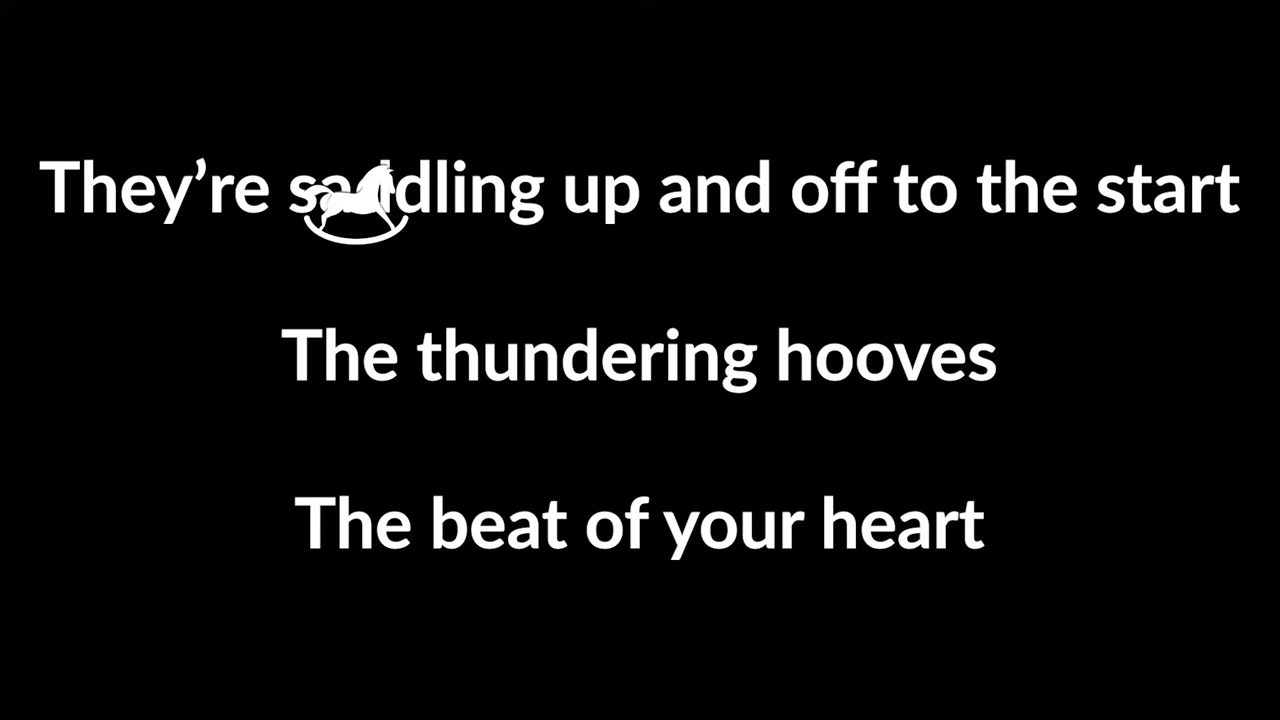 They’re saddling up and off to the start
The thundering hooves
The beat of your heart